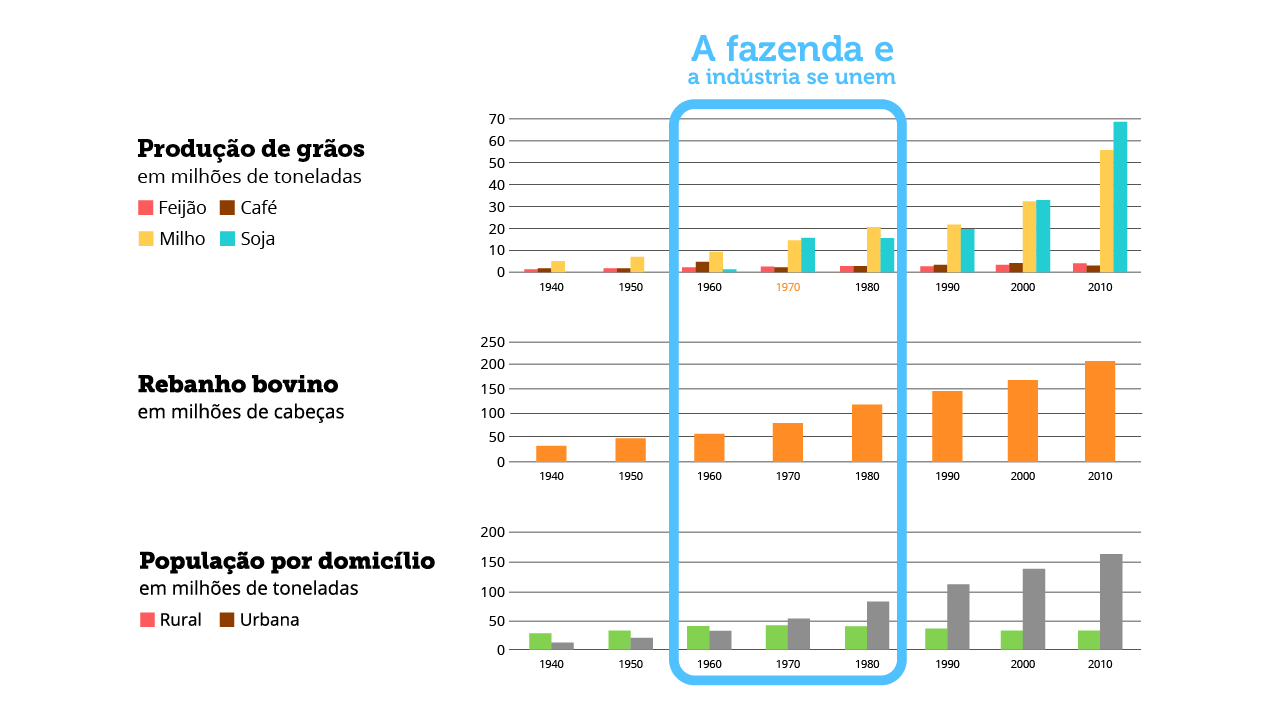 A fazenda e
a indústria se unem
Produção de grãos
em milhões de toneladas
Feijão Café
Milho Soja
70
60
50
40
30
20
10
0
1940 1950 1960 1970 1980 1990 2000 2010
Rebanho bovino
em milhões de cabeças
250
200
150
100
50
0
1940 1950 1960 1970 1980 1990 2000 2010
População por domicílio
em milhões de toneladas
Rural Urbana
200
150
100
50
0
1940 1950 1960 1970 1980 1990 2000 2010